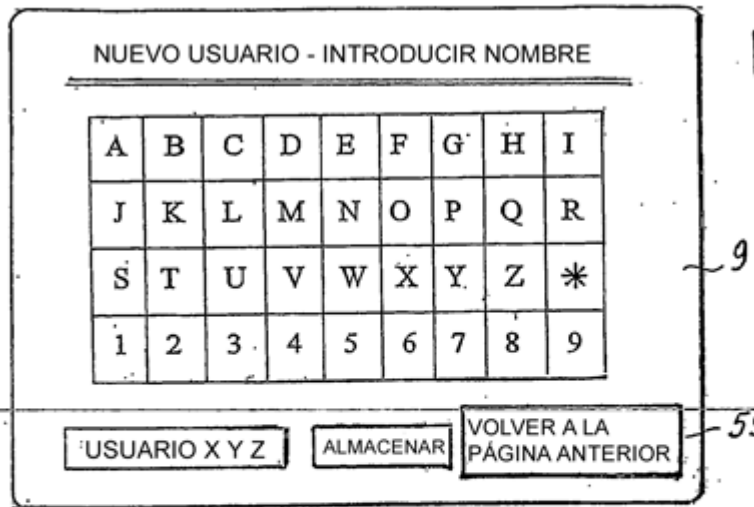 NUEVO USUARIO - INTRODUCIR NOMBRE
A B C D E F G H I
J K L M N O P Q R
S T U V W X Y Z *
1 2 3 4 5 6 7 8 9
9
USUARIO X Y Z ALMACENAR VOLVER A LA
PÁGINA ANTERIOR